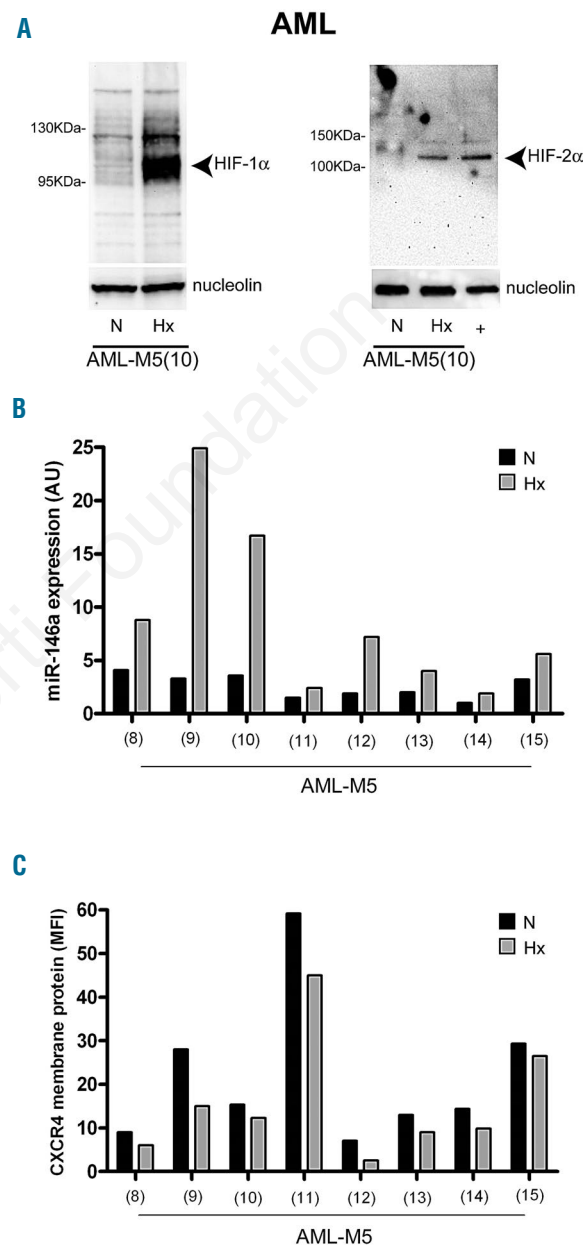 A
AML
130KDa-
95KDa-
HIF-1α
nucleolin
N Hx
AML-M5(10)
150KDa-
100KDa-
HIF-2α
nucleolin
N Hx +
AML-M5(10)
B
miR-146a expression (AU)
25
20
15
10
5
0
N
Hx
(8) (9) (10) (11) (12) (13) (14) (15)
AML-M5
C
CXCR4 membrane protein (MFI)
60
50
40
30
20
10
0
N
Hx
(8) (9) (10) (11) (12) (13) (14) (15)
AML-M5
Foundation